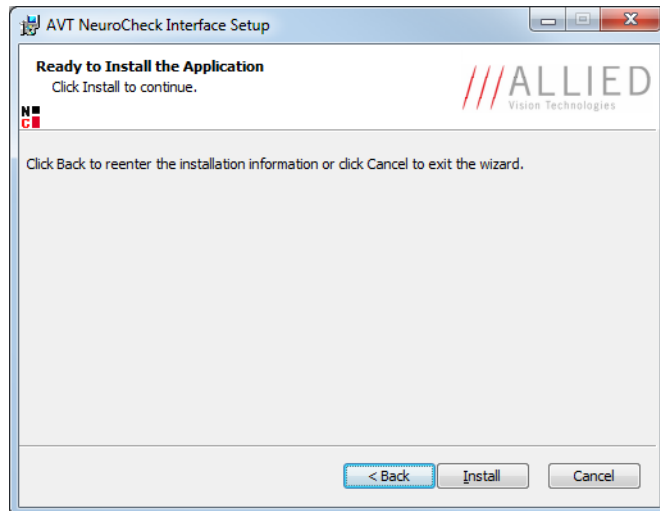 AVT NeuroCheck Interface Setup
Ready to Install the Application
Click Install to continue.
///ALLIED
Vision Technologies
N
C
Click Back to reenter the installation information or click Cancel to exit the wizard.
< Back
Install
Cancel